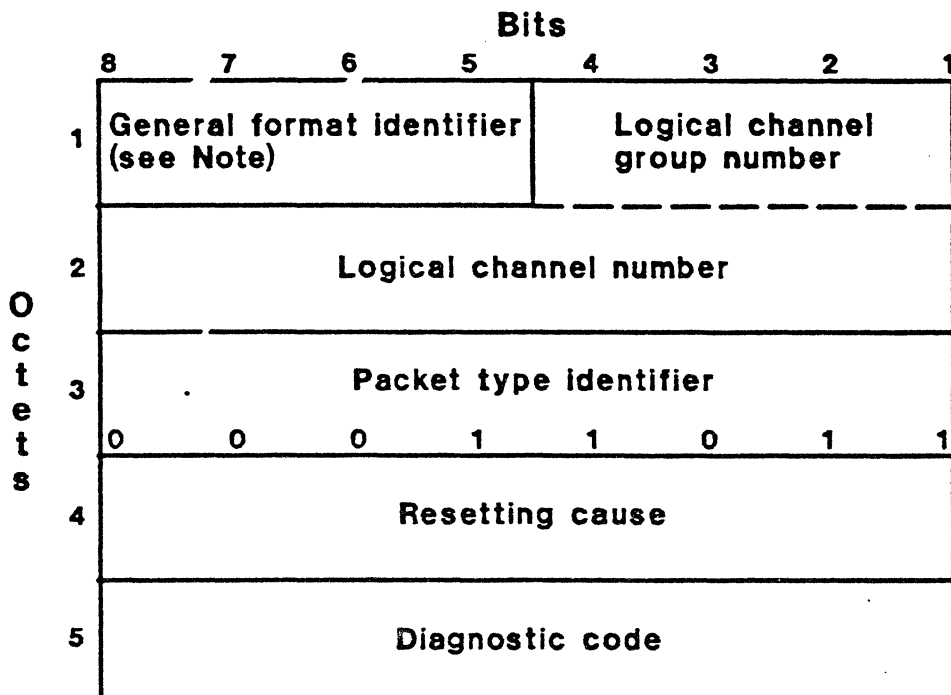 Bits
8 7 6 5 4 3 2 1
1 General format identifier Logical channel
(see Note) group number
2 Logical channel number
Octets
3 Packet type identifier
0 0 0 1 1 0 1 1
4 Resetting cause
5 Diagnostic code